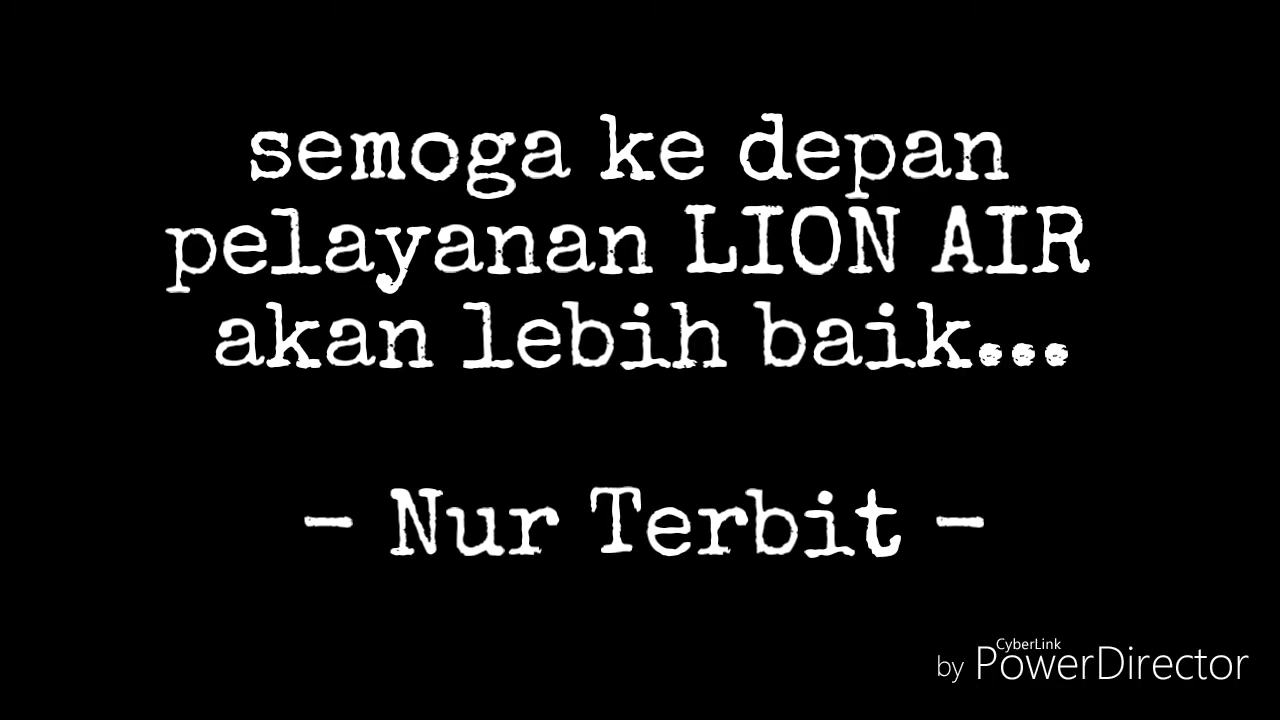 semoga ke depan
pelayanan LION AIR
akan lebih baik...
- Nur Terbit -
by CyberLink PowerDirector